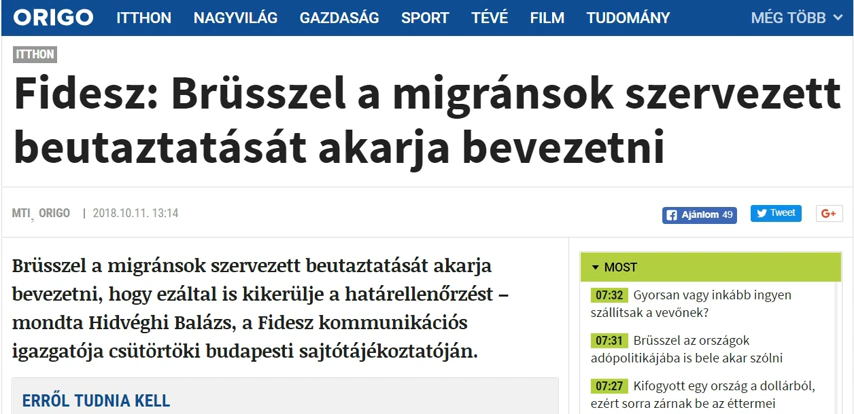 ORIGO ITTHON NAGYVILÁG GAZDASÁG SPORT TÉVÉ FILM TUDOMÁNY MÉG TÖBB
ITTHON
Fidesz: Brüsszel a migránsok szervezett
beutaztatását akarja bevezetni
MTI, ORIGO | 2018.10.11. 13:14
Ajánlom 49 Tweet G+
Brüsszel a migránsok szervezett beutaztatását akarja
bevezetni, hogy ezáltal is kikerülje a határellenőrzést –
mondta Hidvéghi Balázs, a Fidesz kommunikációs
igazgatója csütörtöki budapesti sajtótájékoztatóján.
ERRŐL TUDNIA KELL
MOST
07:32 Gyorsan vagy inkább ingyen
szállítsak a vevőnek?
07:31 Brüsszel az országok
adópolitikájába is bele akar szólni
07:27 Kifogyott egy ország a dollárból,
ezért sorra zárnak be az éttermei